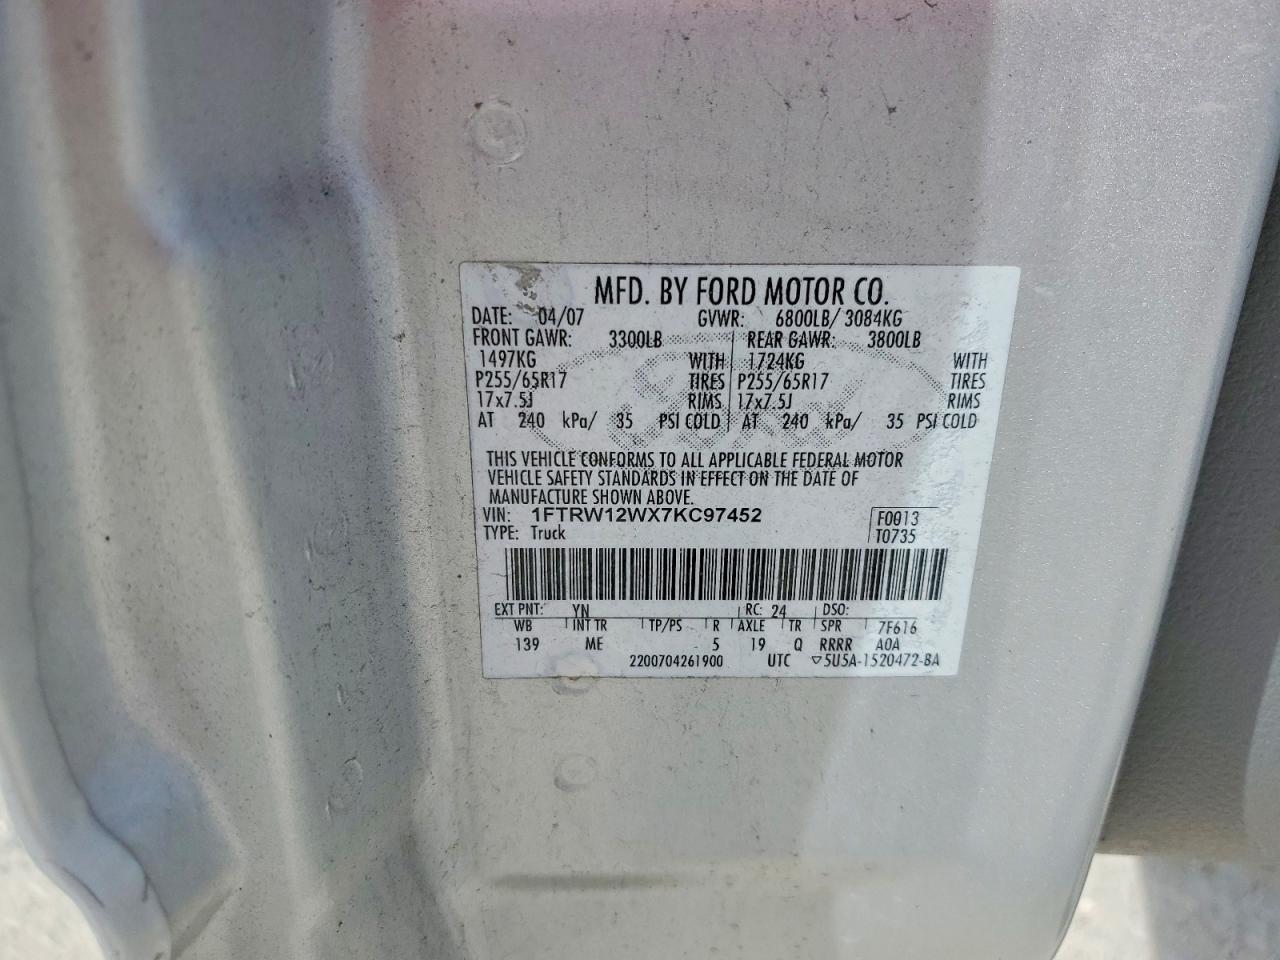 MFD. BY FORD MOTOR CO.
DATE: 04/07 GVWR: 6800LB/ 3084KG
FRONT GAWR: 3300LB REAR GAWR: 3800LB
1497KG WITH 1724KG WITH
P255/65R17 TIRES P255/65R17 TIRES
17x7.5J RIMS 17x7.5J RIMS
AT 240 kPa/ 35 PSI COLD AT 240 kPa/ 35 PSI COLD
THIS VEHICLE CONFORMS TO ALL APPLICABLE FEDERAL MOTOR
VEHICLE SAFETY STANDARDS IN EFFECT ON THE DATE OF
MANUFACTURE SHOWN ABOVE.
VIN: 1FTRW12WX7KC97452 F0013
TYPE: Truck T0735
EXT PNT: YN RC: 24 DSO:
WB INT TR TP/PS R AXLE TR SPR 7F616
139 ME 5 19 Q RRRR A0A
2200704261900 UTC ▽5U5A-1520472-BA